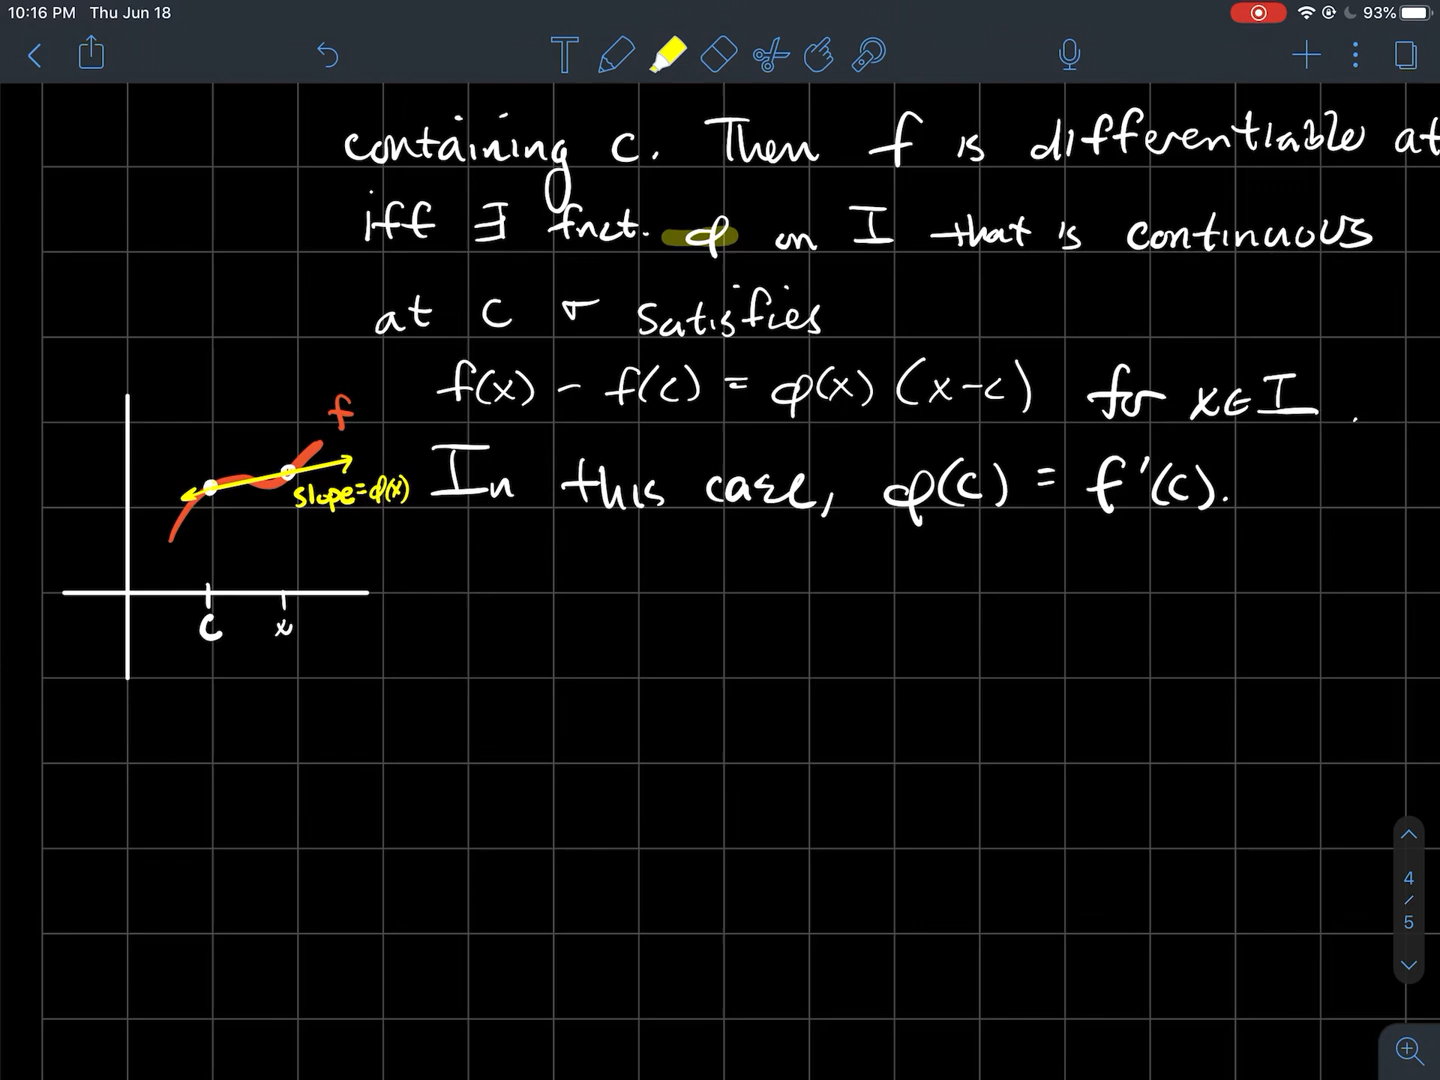 10:16 PM Thu Jun 18
93%
T
containing c. Then f is differentiable at
iff ∃ fnct. φ on I that is continuous
at c & satisfies
f(x) - f(c) = φ(x) (x-c) for x∈I.
In this case, φ(c) = f'(c).
f
slope=φ(x)
c x
4
/
5